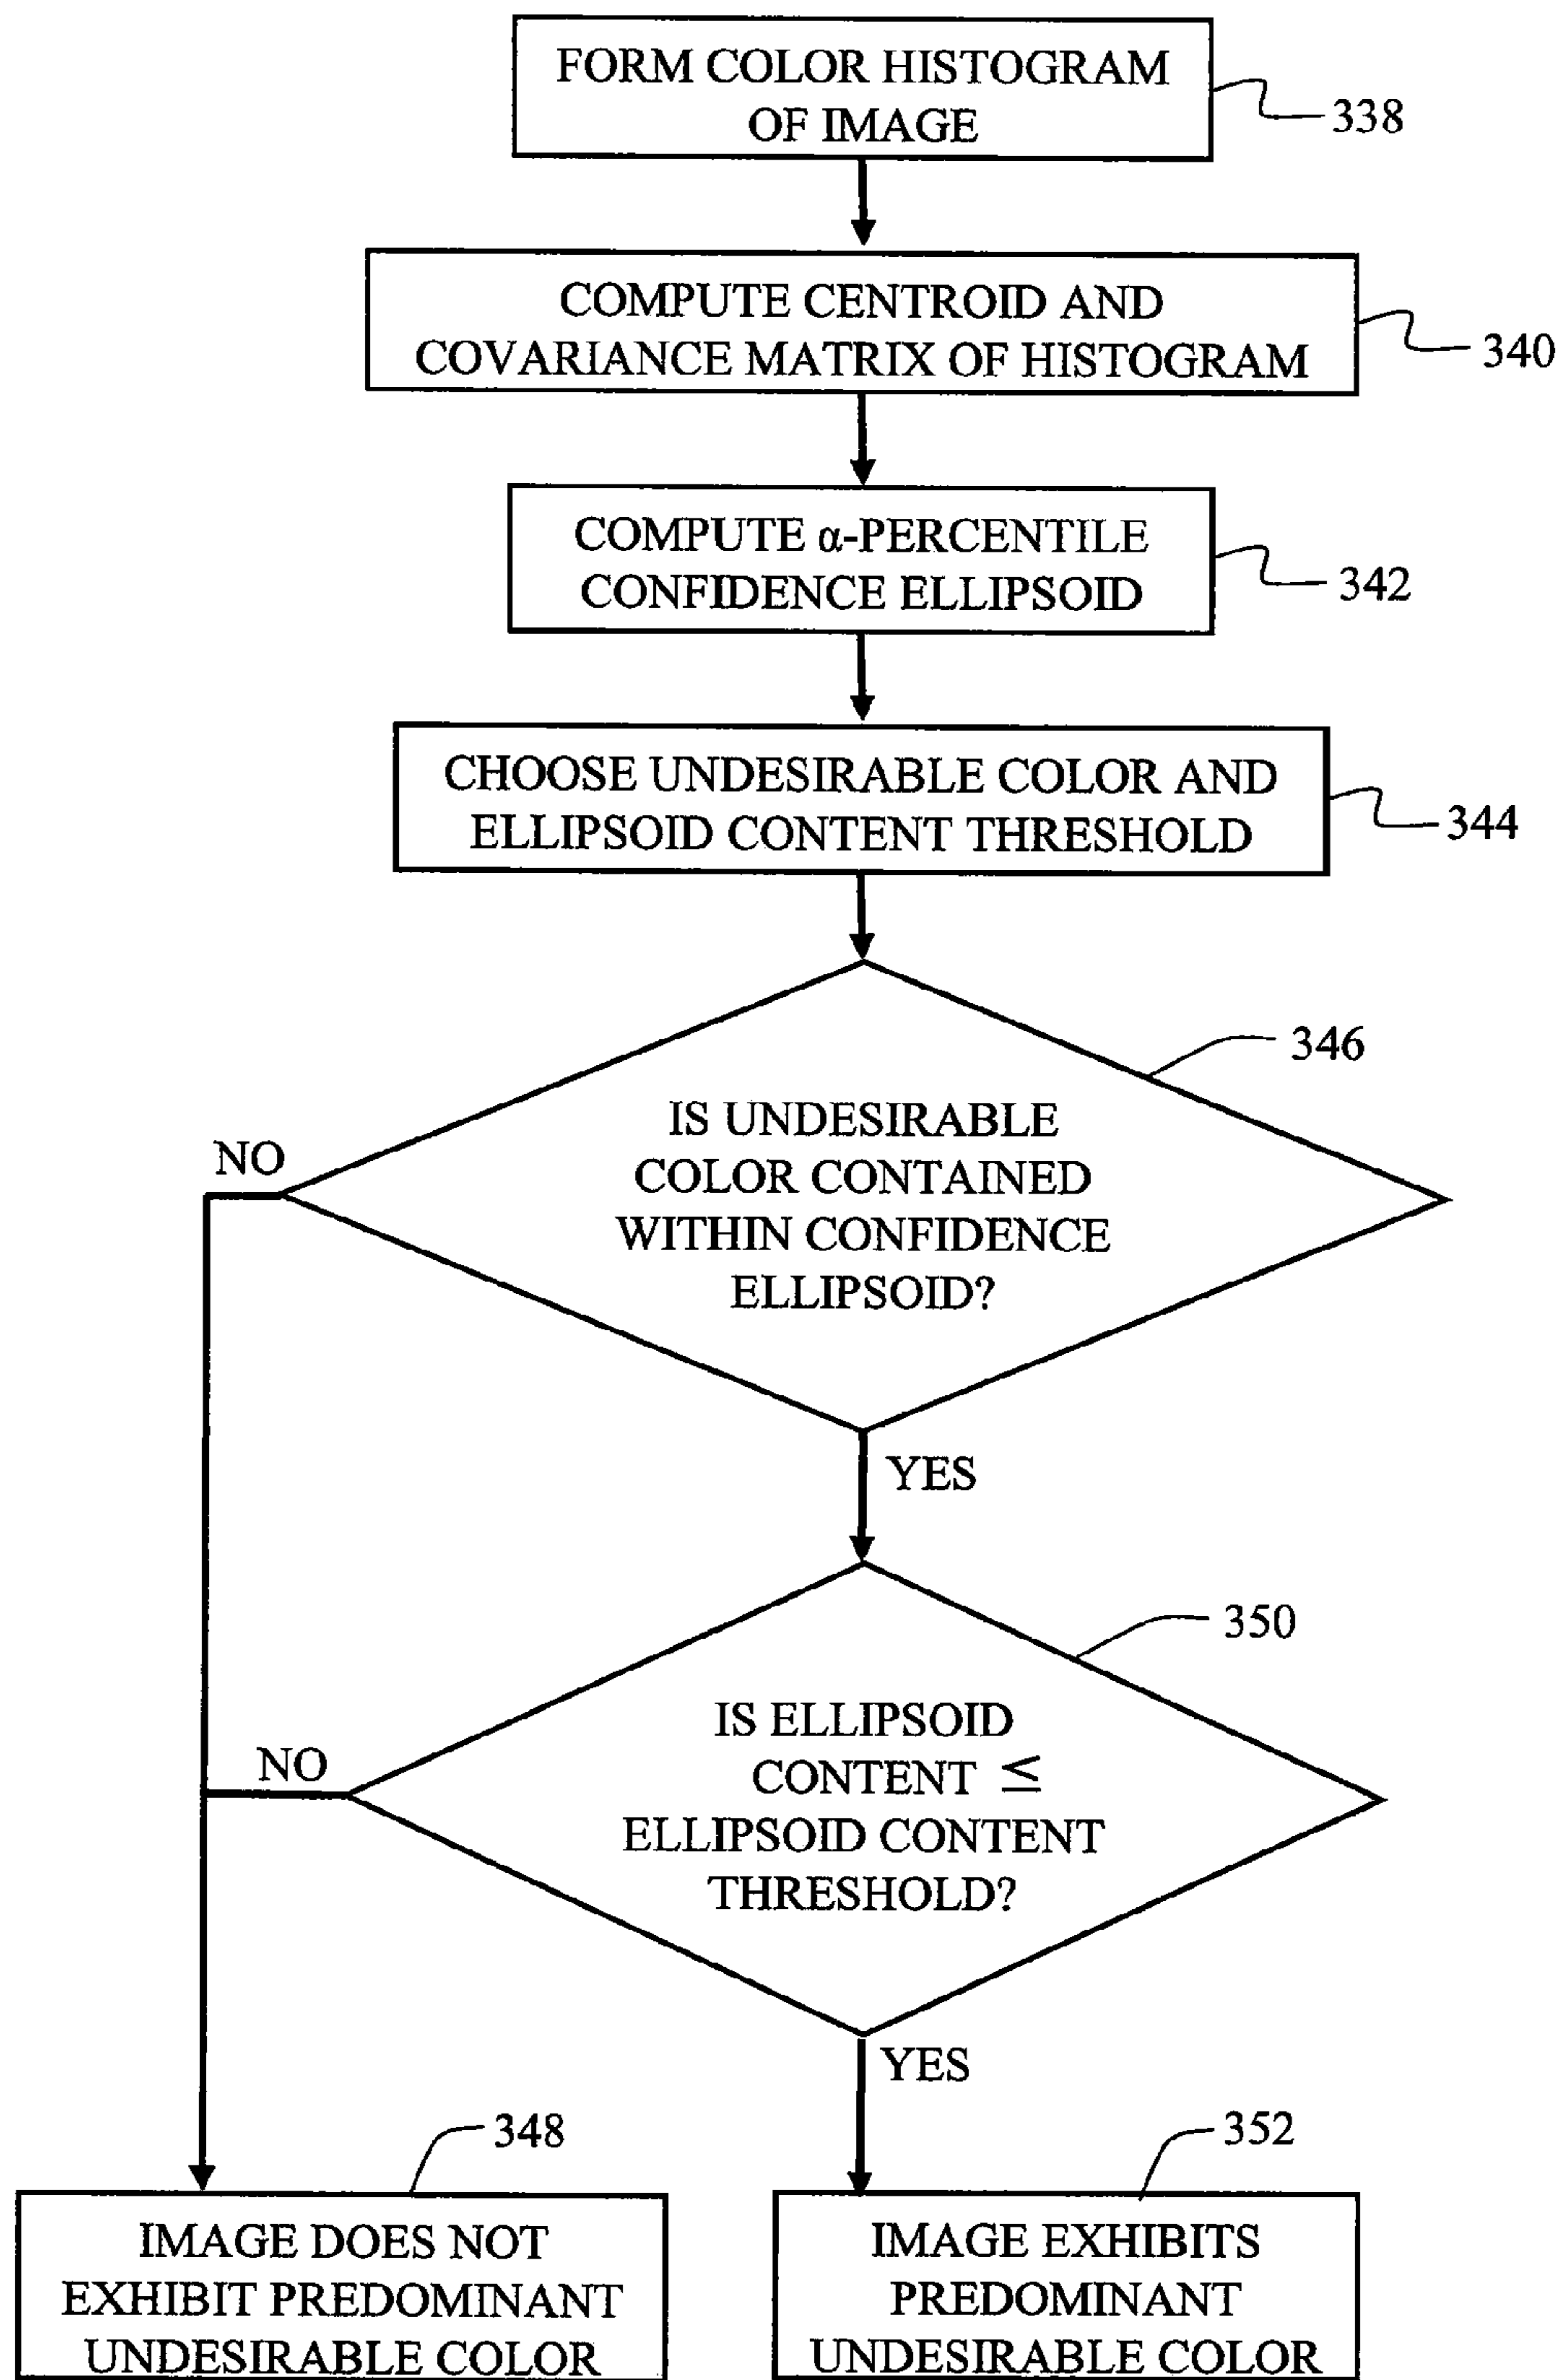 FORM COLOR HISTOGRAM
OF IMAGE
338
COMPUTE CENTROID AND
COVARIANCE MATRIX OF HISTOGRAM
340
COMPUTE α-PERCENTILE
CONFIDENCE ELLIPSOID
342
CHOOSE UNDESIRABLE COLOR AND
ELLIPSOID CONTENT THRESHOLD
344
346
IS UNDESIRABLE
COLOR CONTAINED
WITHIN CONFIDENCE
ELLIPSOID?
NO
YES
350
IS ELLIPSOID
CONTENT ≤
ELLIPSOID CONTENT
THRESHOLD?
NO
YES
348
IMAGE DOES NOT
EXHIBIT PREDOMINANT
UNDESIRABLE COLOR
352
IMAGE EXHIBITS
PREDOMINANT
UNDESIRABLE COLOR